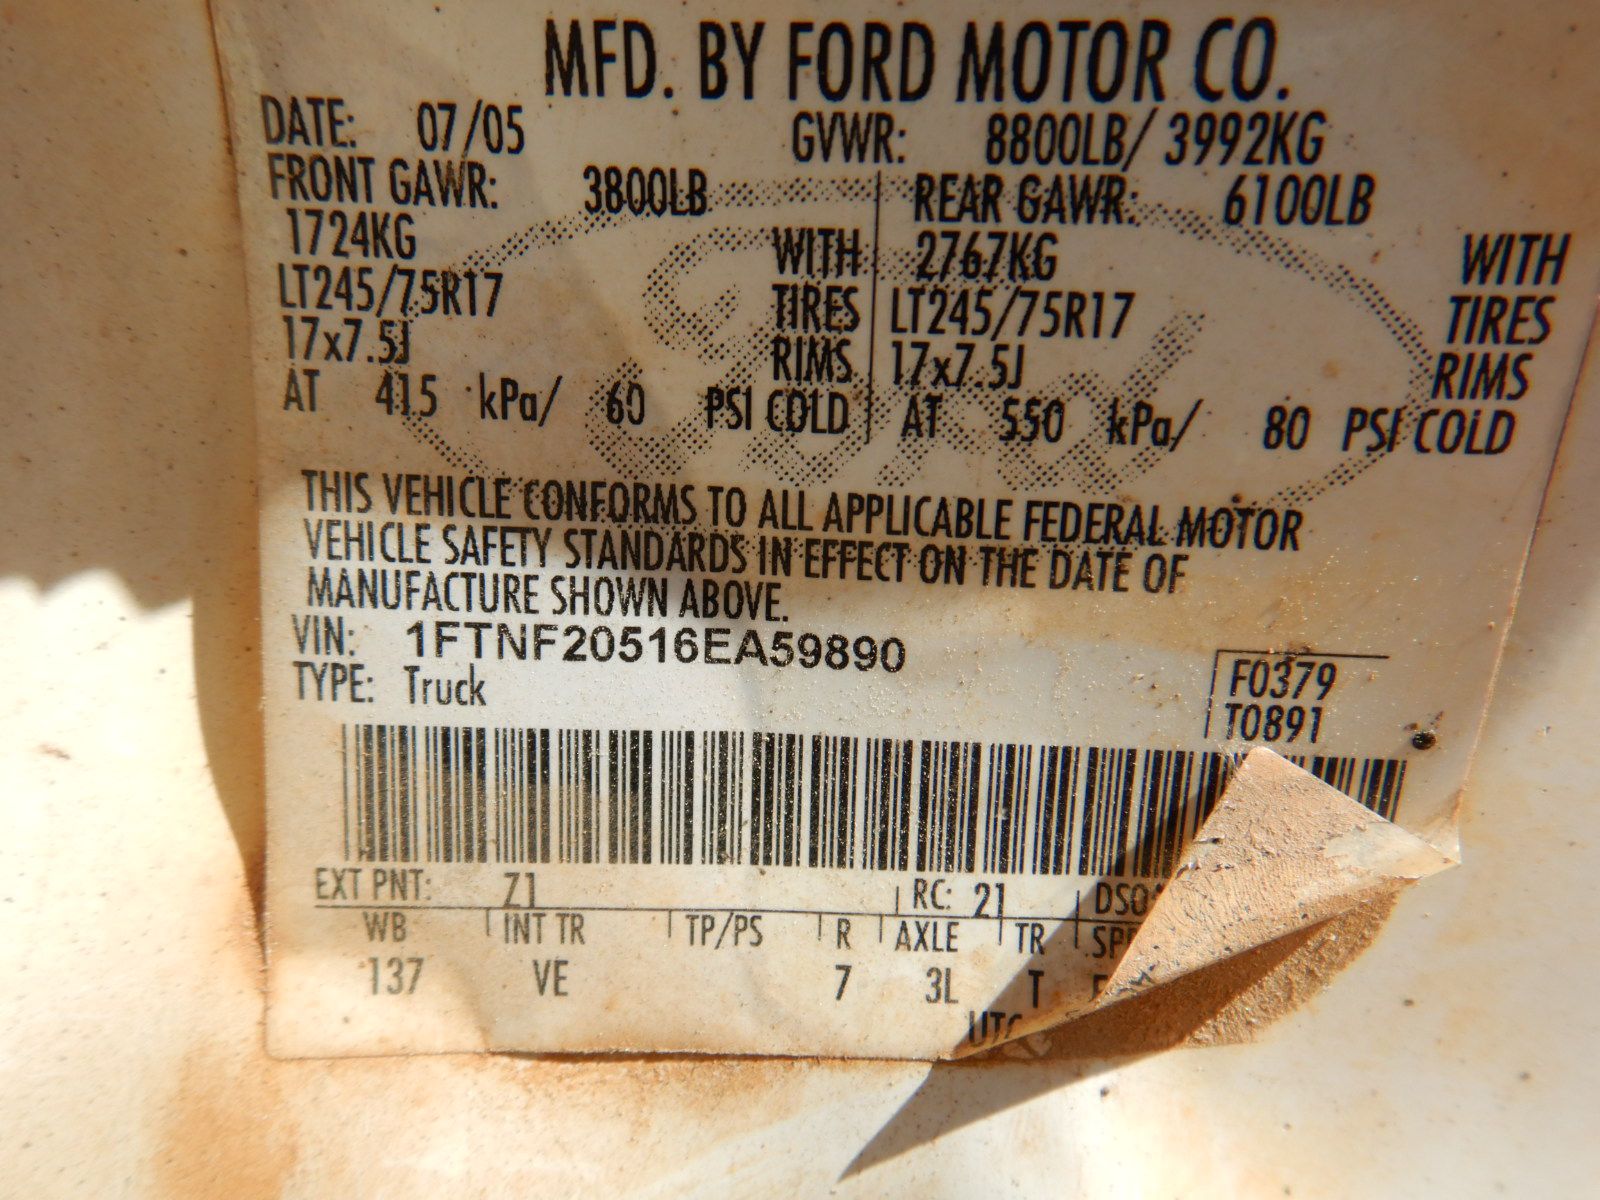 MFD. BY FORD MOTOR CO.
DATE: 07/05 GVWR: 8800LB/ 3992KG
FRONT GAWR: 3800LB REAR GAWR: 6100LB
1724KG WITH 2767KG WITH
LT245/75R17 TIRES LT245/75R17 TIRES
17x7.5J RIMS 17x7.5J RIMS
AT 415 kPa/ 60 PSI COLD AT 550 kPa/ 80 PSI COLD
THIS VEHICLE CONFORMS TO ALL APPLICABLE FEDERAL MOTOR
VEHICLE SAFETY STANDARDS IN EFFECT ON THE DATE OF
MANUFACTURE SHOWN ABOVE.
VIN: 1FTNF20516EA59890
TYPE: Truck
F0379
T0891
EXT PNT: Z1 RC: 21 DSO
WB INT TR TP/PS R AXLE TR
137 VE 7 3L T